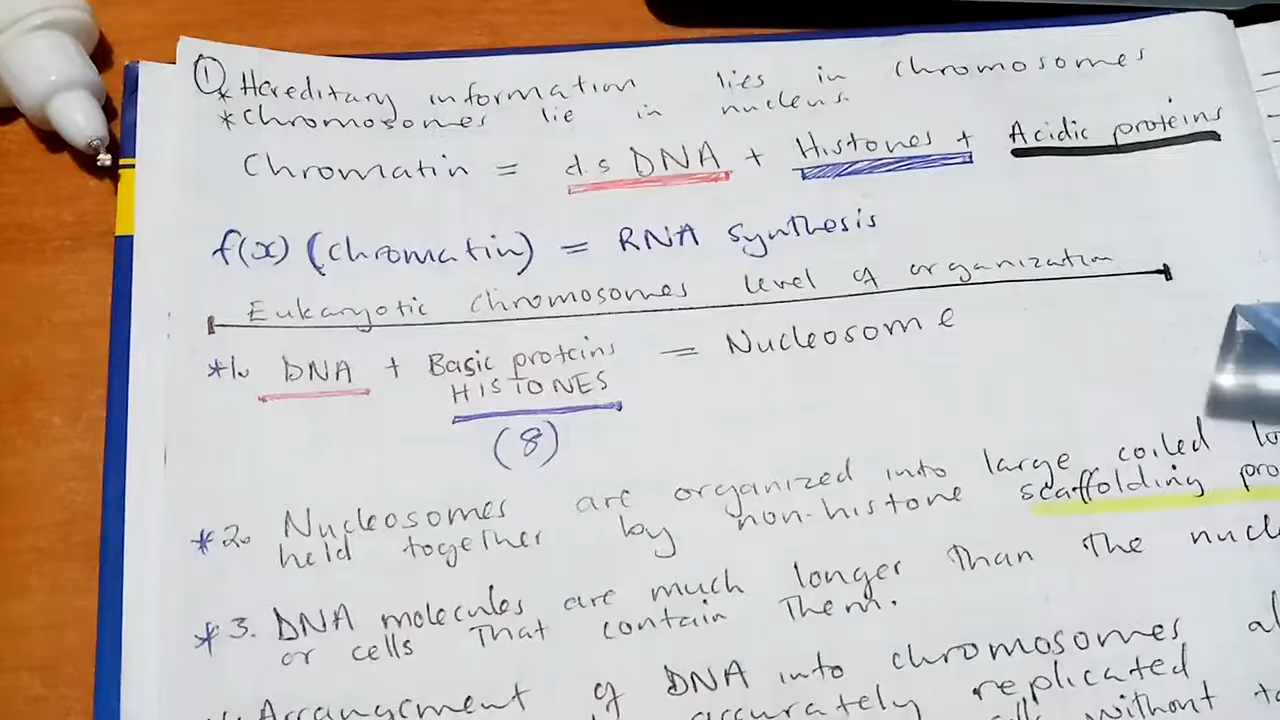 ① * Hereditary information lies in chromosomes
* Chromosomes lie in nucleus.
Chromatin = d.s DNA + Histones + Acidic proteins
f(x) (chromatin) = RNA synthesis
Eukaryotic chromosomes level of organization
*1. DNA + Basic proteins = Nucleosome
HISTONES
(8)
*2. Nucleosomes are organized into large coiled
held together by non-histone scaffolding
*3. DNA molecules are much longer than the
or cells that contain them.
Arrangement of DNA into chromosomes
accurately replicated
without